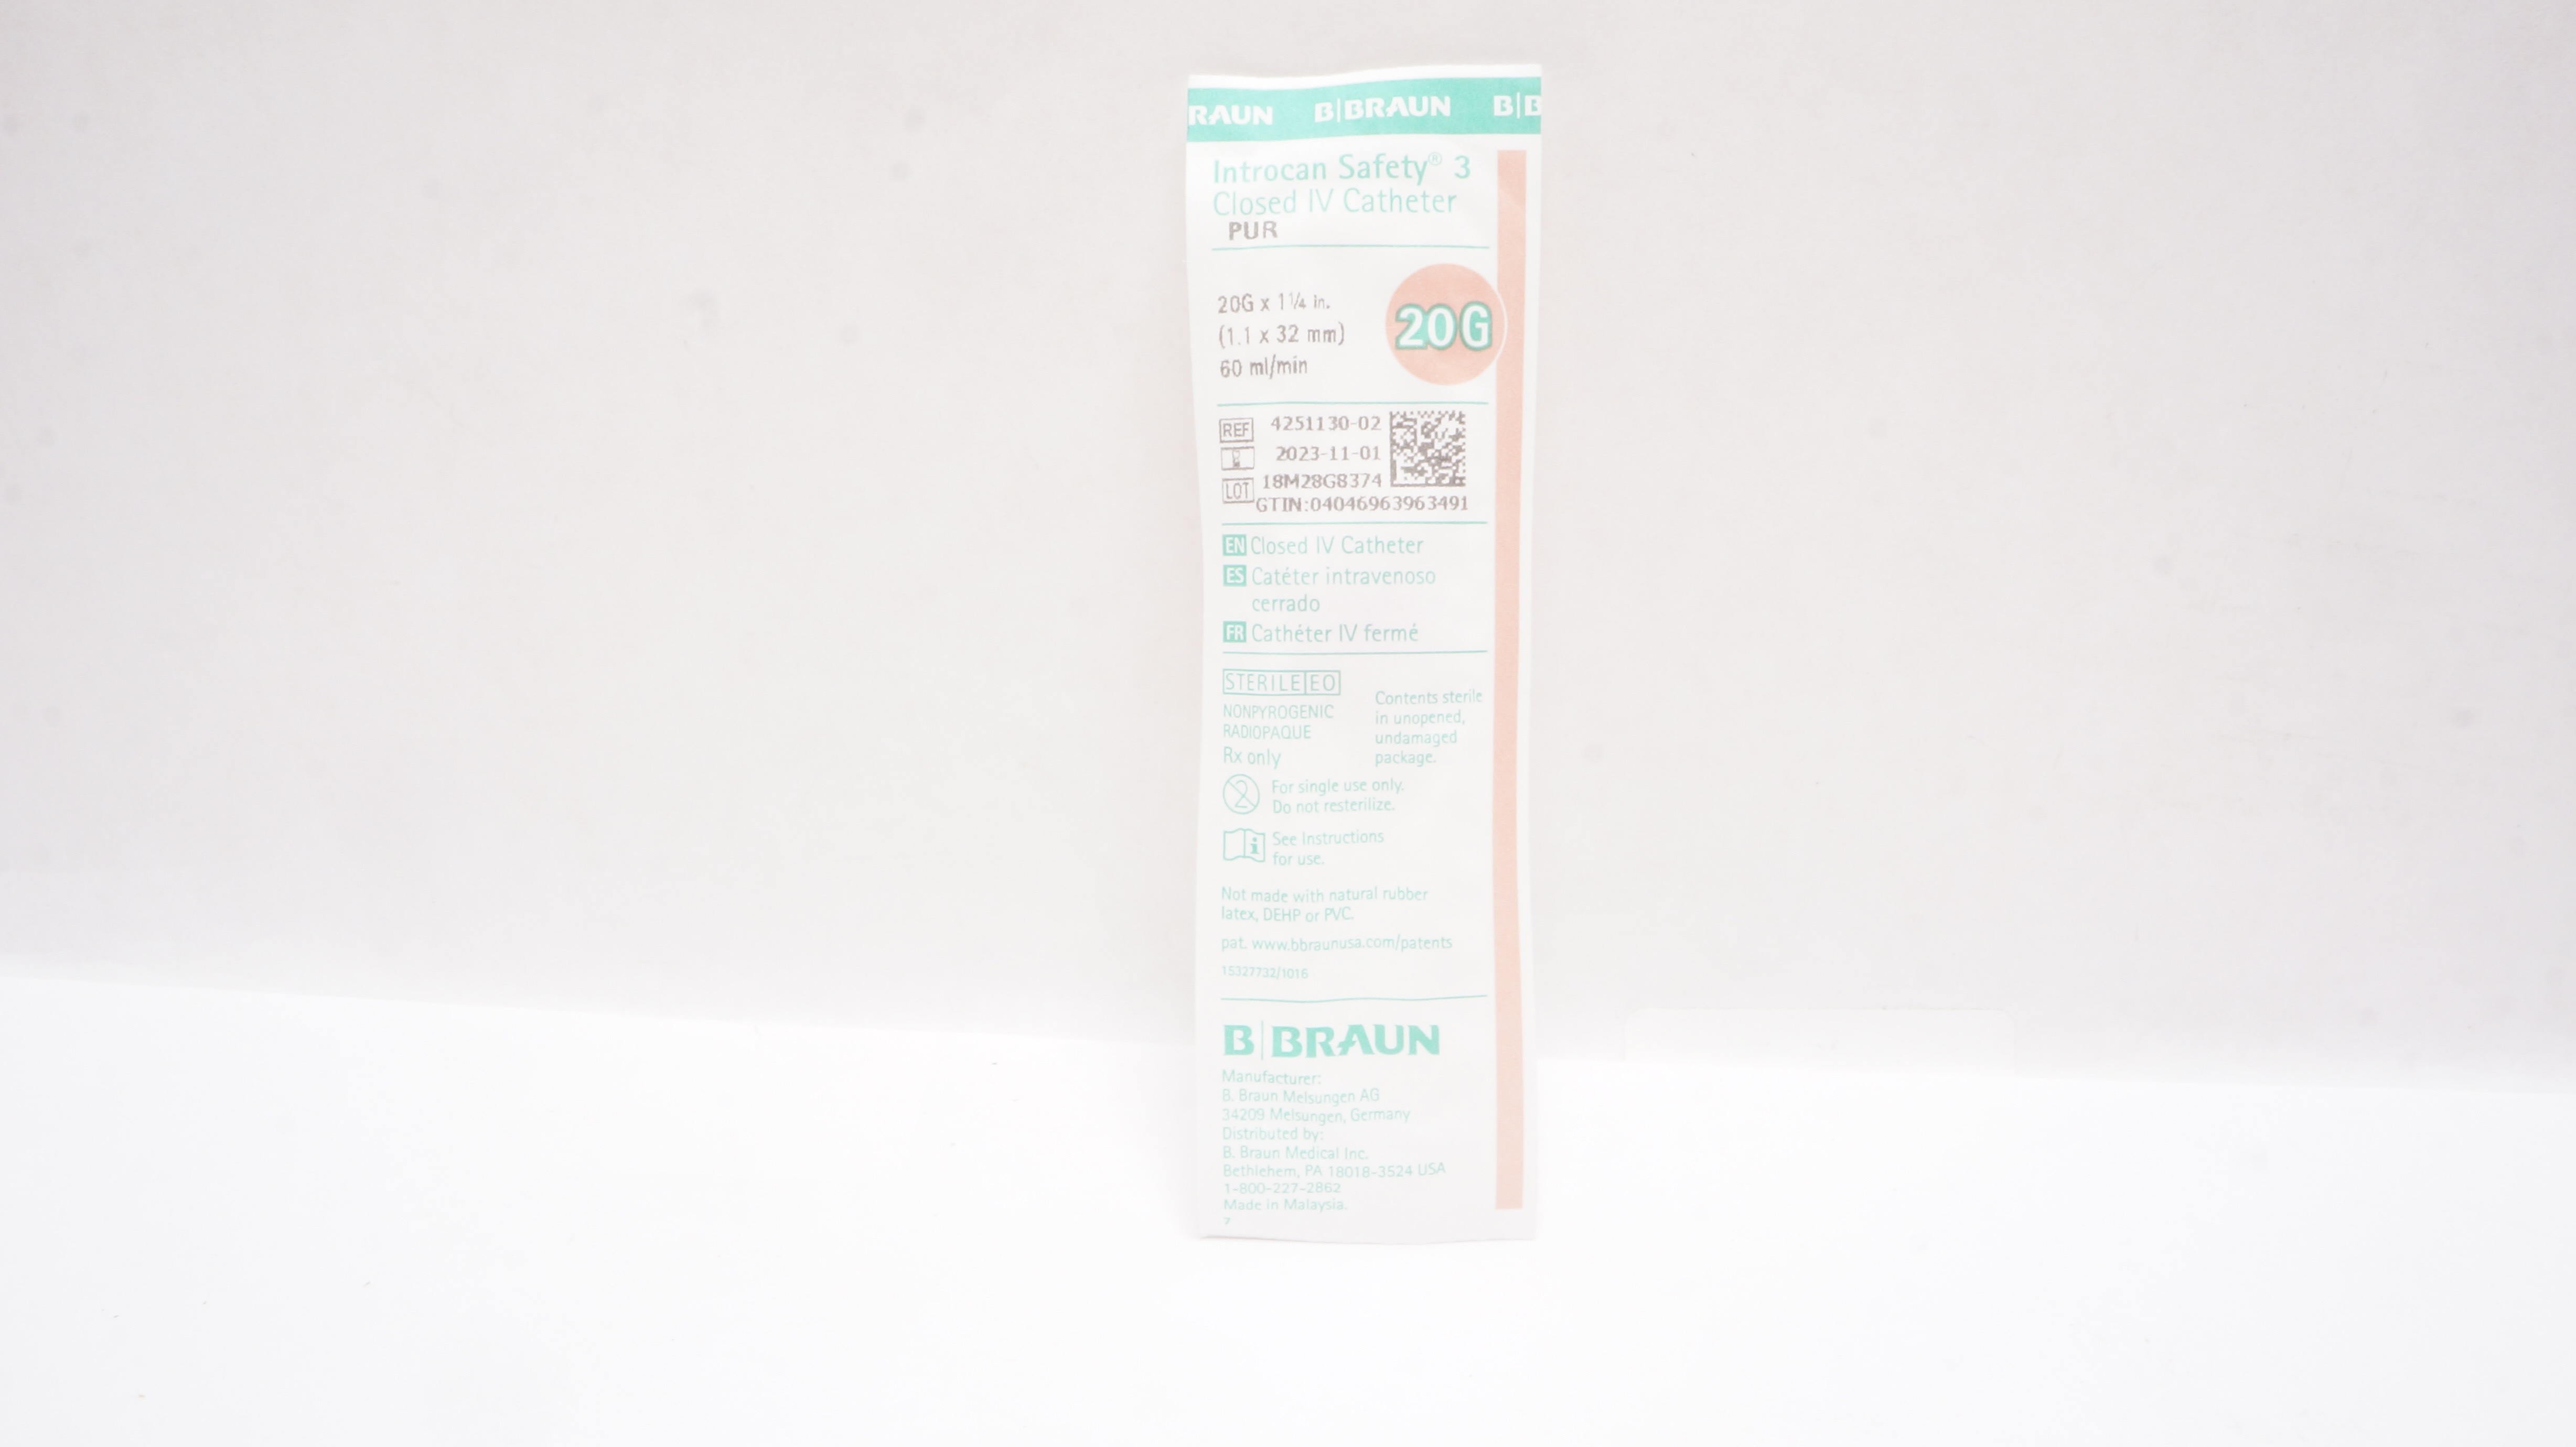 RAUN B|BRAUN B|B
Introcan Safety® 3
Closed IV Catheter
PUR
20G x 1¼ in.
(1.1 x 32 mm)
60 ml/min
20G
REF 4251130-02
2023-11-01
LOT 18M28G8374
GTIN:04046963963491
EN Closed IV Catheter
ES Catéter intravenoso
cerrado
FR Cathéter IV fermé
STERILE EO
NONPYROGENIC
RADIOPAQUE
Rx only
Contents sterile
in unopened,
undamaged
package.
2 For single use only.
Do not resterilize.
i See Instructions
for use.
Not made with natural rubber
latex, DEHP or PVC.
pat. www.bbraunusa.com/patents
15327732/1016
B|BRAUN
Manufacturer:
B. Braun Melsungen AG
34209 Melsungen, Germany
Distributed by:
B. Braun Medical Inc.
Bethlehem, PA 18018-3524 USA
1-800-227-2862
Made in Malaysia.
7